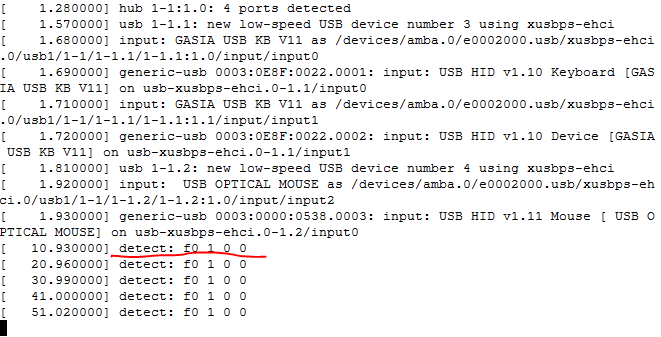 [    1.280000] hub 1-1:1.0: 4 ports detected
[    1.570000] usb 1-1.1: new low-speed USB device number 3 using xusbps-ehci
[    1.680000] input: GASIA USB KB V11 as /devices/amba.0/e0002000.usb/xusbps-ehci
.0/usb1/1-1/1-1.1/1-1.1:1.0/input/input0
[    1.690000] generic-usb 0003:0E8F:0022.0001: input: USB HID v1.10 Keyboard [GAS
IA USB KB V11] on usb-xusbps-ehci.0-1.1/input0
[    1.710000] input: GASIA USB KB V11 as /devices/amba.0/e0002000.usb/xusbps-ehci
.0/usb1/1-1/1-1.1/1-1.1:1.1/input/input1
[    1.720000] generic-usb 0003:0E8F:0022.0002: input: USB HID v1.10 Device [GASIA
 USB KB V11] on usb-xusbps-ehci.0-1.1/input1
[    1.810000] usb 1-1.2: new low-speed USB device number 4 using xusbps-ehci
[    1.920000] input:  USB OPTICAL MOUSE as /devices/amba.0/e0002000.usb/xusbps-eh
ci.0/usb1/1-1/1-1.2/1-1.2:1.0/input/input2
[    1.930000] generic-usb 0003:0000:0538.0003: input: USB HID v1.11 Mouse [ USB O
PTICAL MOUSE] on usb-xusbps-ehci.0-1.2/input0
[   10.930000] detect: f0 1 0 0
[   20.960000] detect: f0 1 0 0
[   30.990000] detect: f0 1 0 0
[   41.000000] detect: f0 1 0 0
[   51.020000] detect: f0 1 0 0